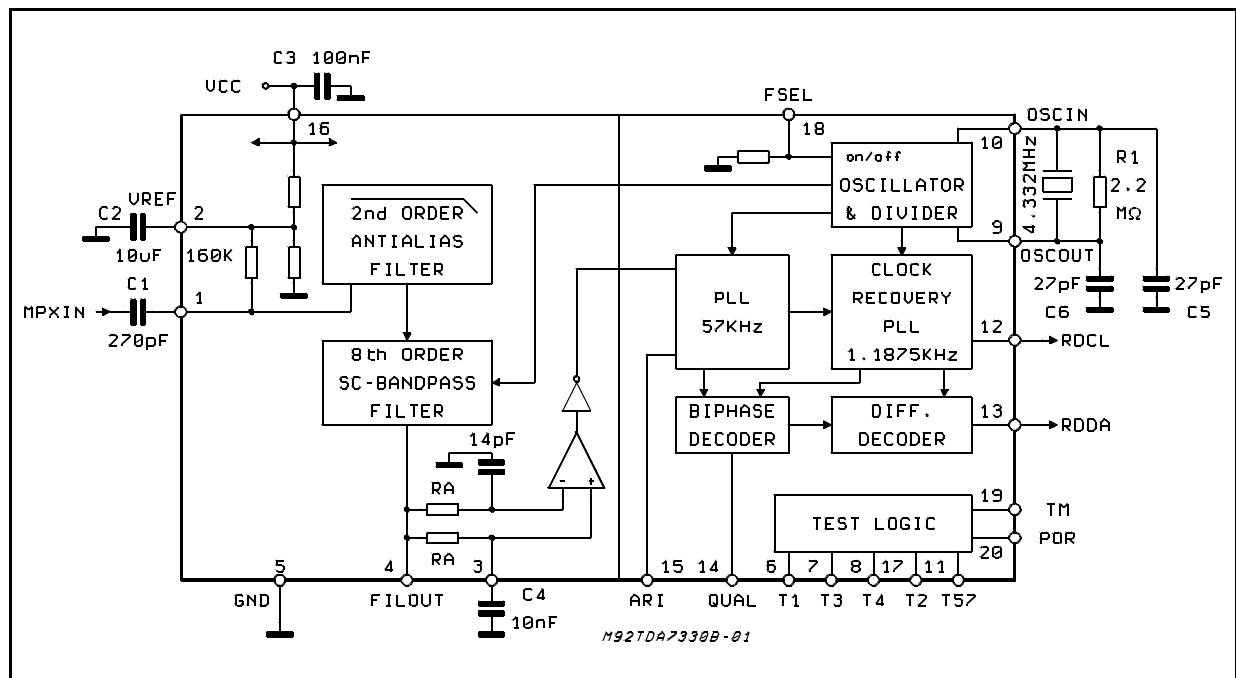 C3 100nF
VCC
FSEL
16
18
OSCIN
10
on/off
OSCILLATOR
& DIVIDER
4.332MHz
R1
2.2
MΩ
9
OSCOUT
VREF
C2
2
10uF
160K
C1
1
MPXIN
270pF
2nd ORDER
ANTIALIAS
FILTER
8th ORDER
SC-BANDPASS
FILTER
PLL
57KHz
CLOCK
RECOVERY
PLL
1.1875KHz
27pF
C6
27pF
C5
12
RDCL
BIPHASE
DECODER
DIFF.
DECODER
13
RDDA
14pF
- +
RA
RA
TEST LOGIC
19
TM
POR
20
5
4
3
15
14
6
7
8
17
11
GND
FILOUT
C4
10nF
ARI
QUAL
T1
T3
T4
T2
T57
M92TDA7330B-01